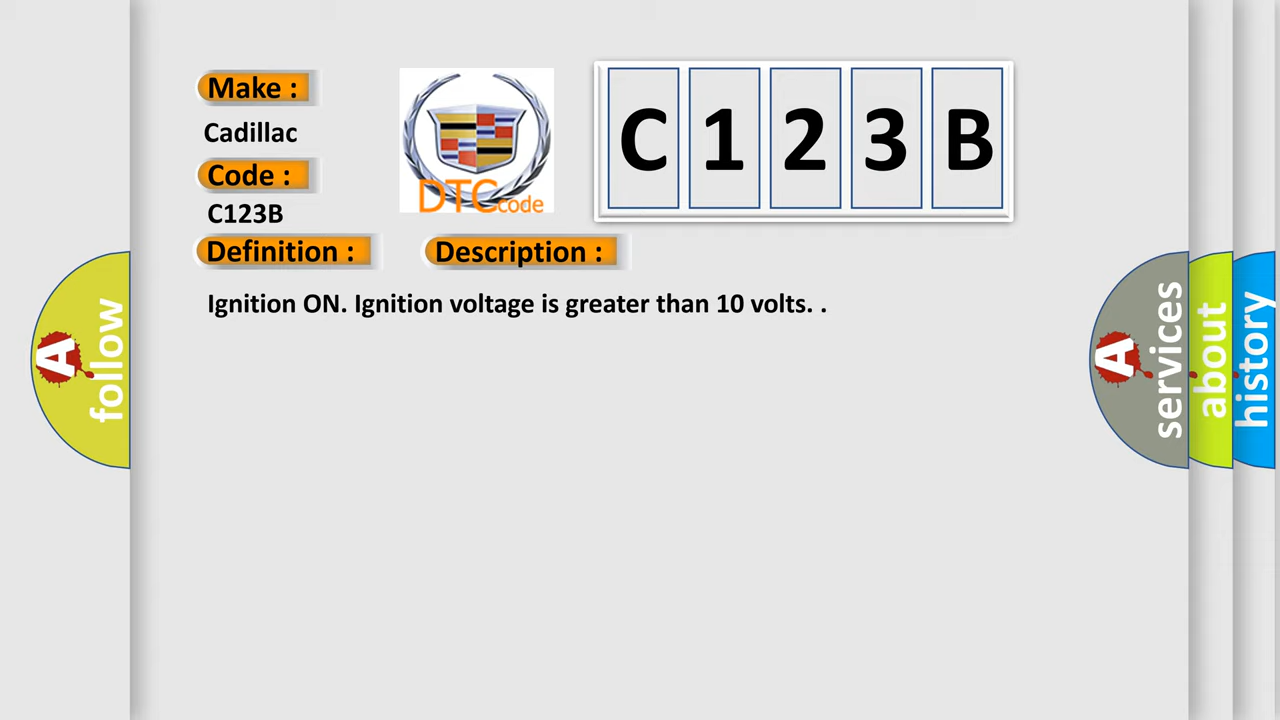 Make :
Cadillac
Code :
C123B
Definition :
Description :
Ignition ON. Ignition voltage is greater than 10 volts. .
DTC code
C 1 2 3 B
A follow
A services
about
history